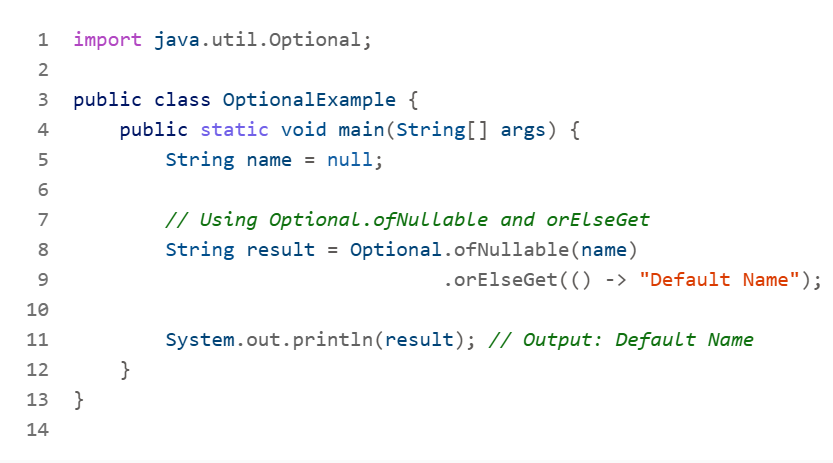 1 import java.util.Optional;
2
3 public class OptionalExample {
4     public static void main(String[] args) {
5         String name = null;
6
7         // Using Optional.ofNullable and orElseGet
8         String result = Optional.ofNullable(name)
9                                 .orElseGet(() -> "Default Name");
10
11         System.out.println(result); // Output: Default Name
12     }
13 }
14